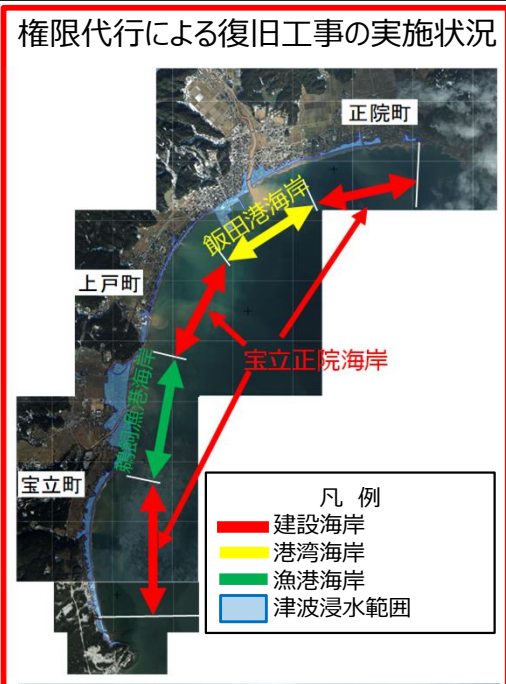 権限代行による復旧工事の実施状況
正院町
飯田港海岸
上戸町
宝立正院海岸
鵜飼漁港海岸
宝立町
凡 例
建設海岸
港湾海岸
漁港海岸
津波浸水範囲